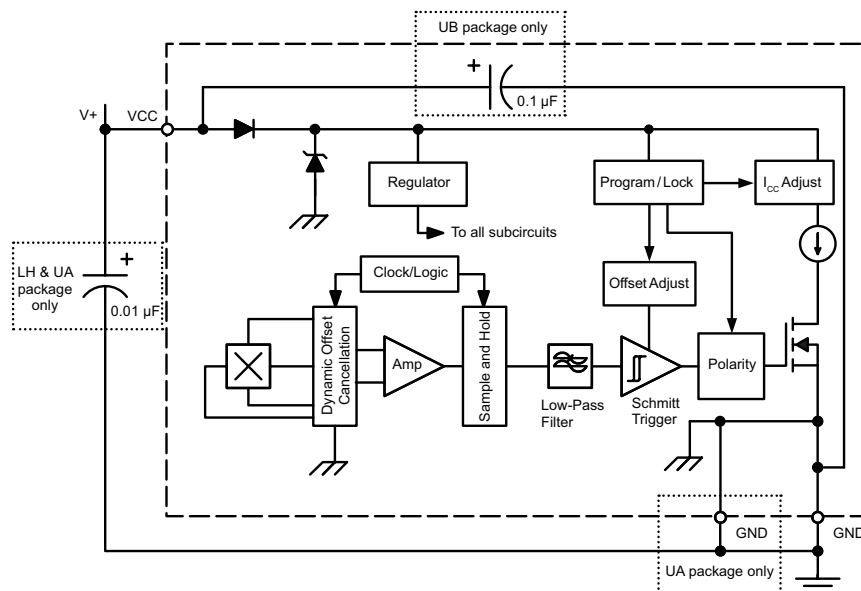 UB package only
+
0.1 µF
V+
VCC
Regulator
Program / Lock
ICC Adjust
To all subcircuits
LH & UA
package
only
+
0.01 µF
Clock/Logic
Offset Adjust
Dynamic Offset
Cancellation
Amp
Sample and Hold
Low-Pass
Filter
Schmitt
Trigger
Polarity
GND
GND
UA package only